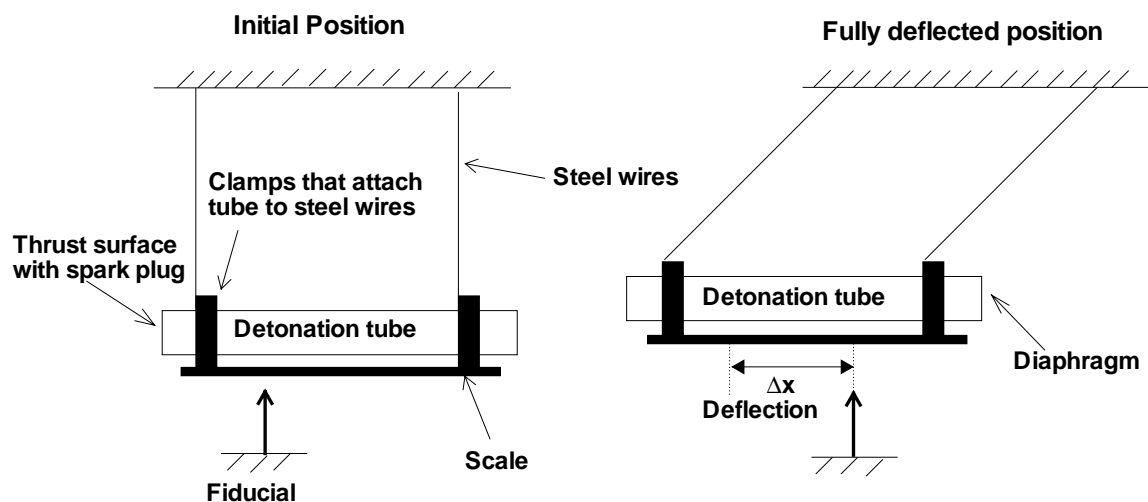 Initial Position
Fully deflected position
Clamps that attach
tube to steel wires
Steel wires
Thrust surface
with spark plug
Detonation tube
Detonation tube
Diaphragm
Δx
Deflection
Scale
Fiducial